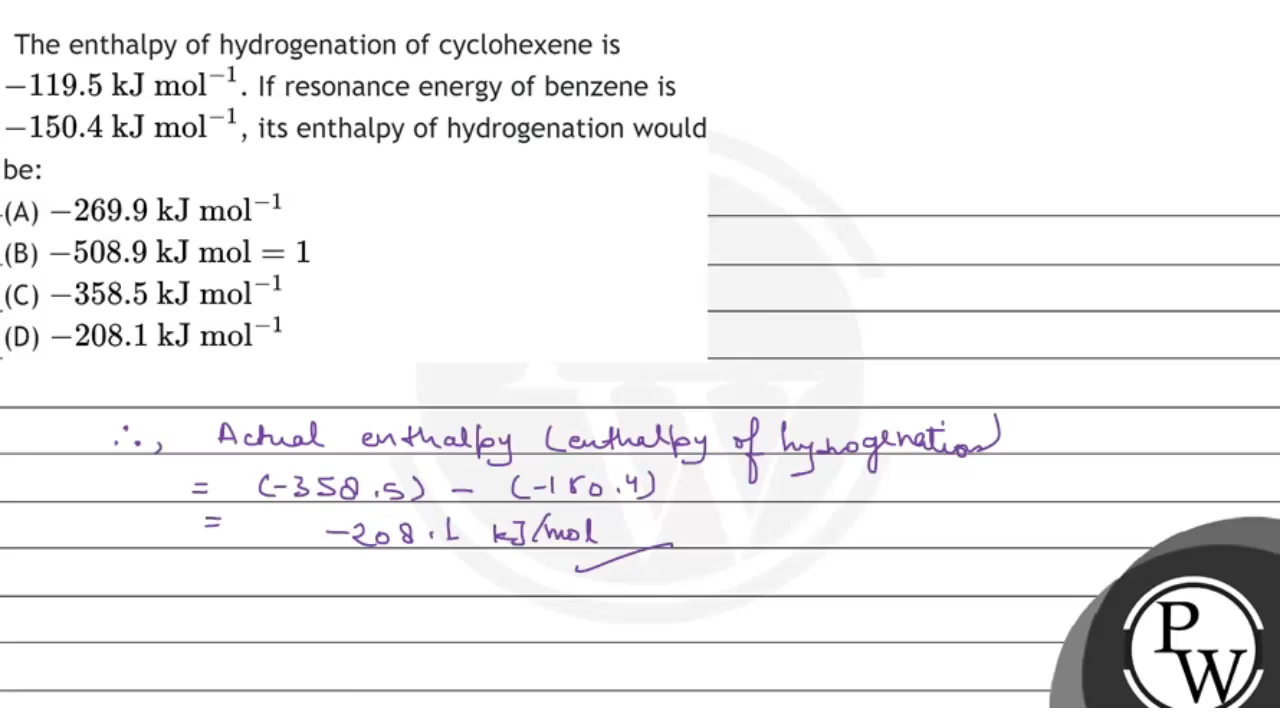 The enthalpy of hydrogenation of cyclohexene is
−119.5 kJ mol⁻¹. If resonance energy of benzene is
−150.4 kJ mol⁻¹, its enthalpy of hydrogenation would
be:
(A) −269.9 kJ mol⁻¹
(B) −508.9 kJ mol = 1
(C) −358.5 kJ mol⁻¹
(D) −208.1 kJ mol⁻¹
∴, Actual enthalpy (enthalpy of hydrogenation)
= (-358.5) - (-150.4)
= -208.1 kJ/mol
P
W